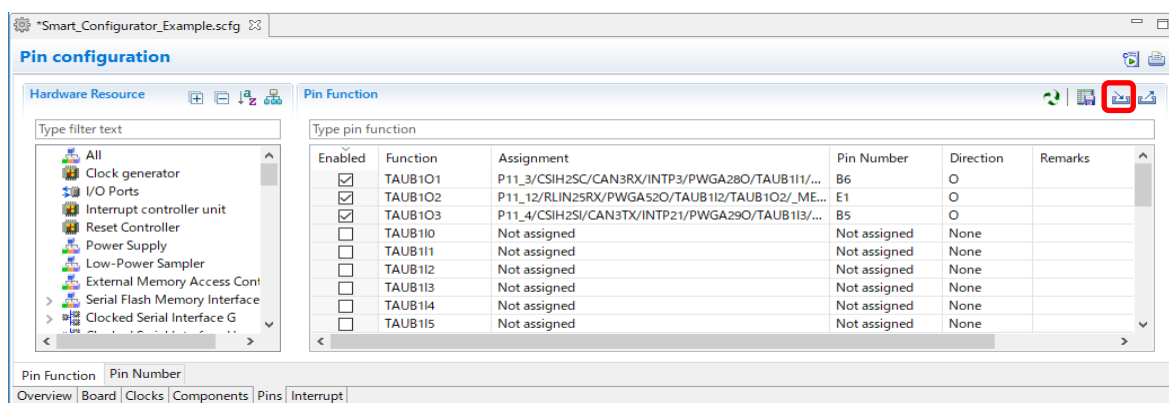 *Smart_Configurator_Example.scfg
Pin configuration
Hardware Resource
Type filter text
All
Clock generator
I/O Ports
Interrupt controller unit
Reset Controller
Power Supply
Low-Power Sampler
External Memory Access Cont
Serial Flash Memory Interface
Clocked Serial Interface G
Pin Function
Type pin function
Enabled Function Assignment Pin Number Direction Remarks
TAUB1O1 P11_3/CSIH2SC/CAN3RX/INTP3/PWGA28O/TAUB1I1/... B6 O
TAUB1O2 P11_12/RLIN25RX/PWGA52O/TAUB1I2/TAUB1O2/_ME... E1 O
TAUB1O3 P11_4/CSIH2SI/CAN3TX/INTP21/PWGA29O/TAUB1I3/... B5 O
TAUB1I0 Not assigned Not assigned None
TAUB1I1 Not assigned Not assigned None
TAUB1I2 Not assigned Not assigned None
TAUB1I3 Not assigned Not assigned None
TAUB1I4 Not assigned Not assigned None
TAUB1I5 Not assigned Not assigned None
Pin Function Pin Number
Overview Board Clocks Components Pins Interrupt